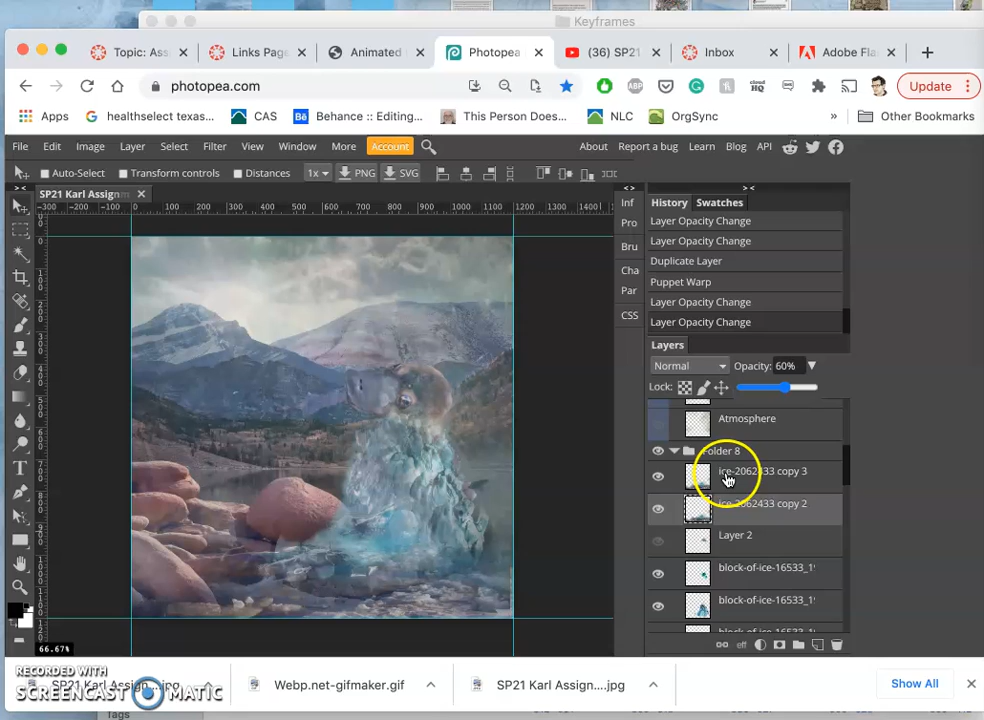 Keyframes
Topic: Ass
Links Page
Animated
Photopea
(36) SP21
Inbox
Adobe Fla
photopea.com
Update
Apps
healthselect texas...
CAS
Behance :: Editing...
This Person Does...
NLC
OrgSync
»
Other Bookmarks
File Edit Image Layer Select Filter View Window More Account
About Report a bug Learn Blog API
Auto-Select Transform controls Distances 1x PNG SVG
SP21 Karl Assignm
Inf
Pro
Bru
Cha
Par
CSS
History Swatches
Layer Opacity Change
Layer Opacity Change
Duplicate Layer
Puppet Warp
Layer Opacity Change
Layer Opacity Change
Layers
Normal Opacity: 60%
Lock:
Atmosphere
Folder 8
ice-2062433 copy 3
ice-2062433 copy 2
Layer 2
block-of-ice-16533_1
block-of-ice-16533_1
66.67%
RECORDED WITH
SCREENCAST MATIC
SP21 Karl Assign....jpg
Webp.net-gifmaker.gif
SP21 Karl Assign....jpg
Show All
Tags